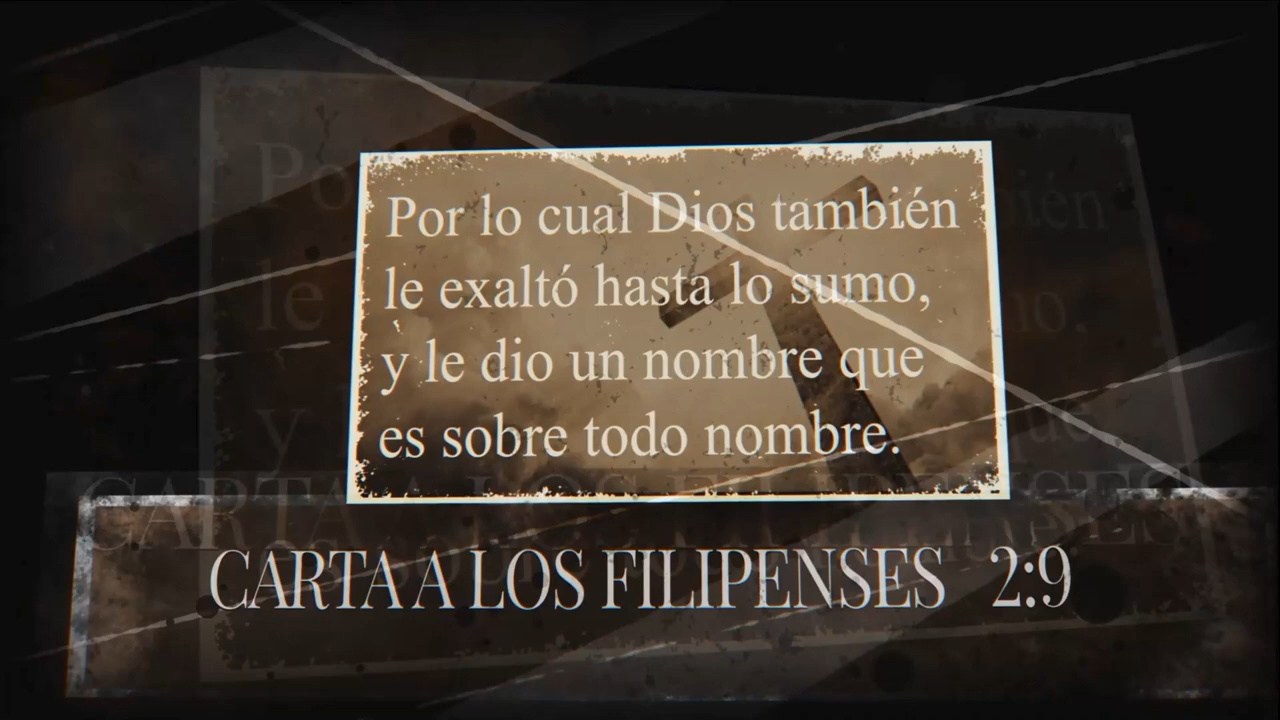 Por lo cual Dios también
le exaltó hasta lo sumo,
y le dio un nombre que
es sobre todo nombre.
CARTA A LOS FILIPENSES 2:9